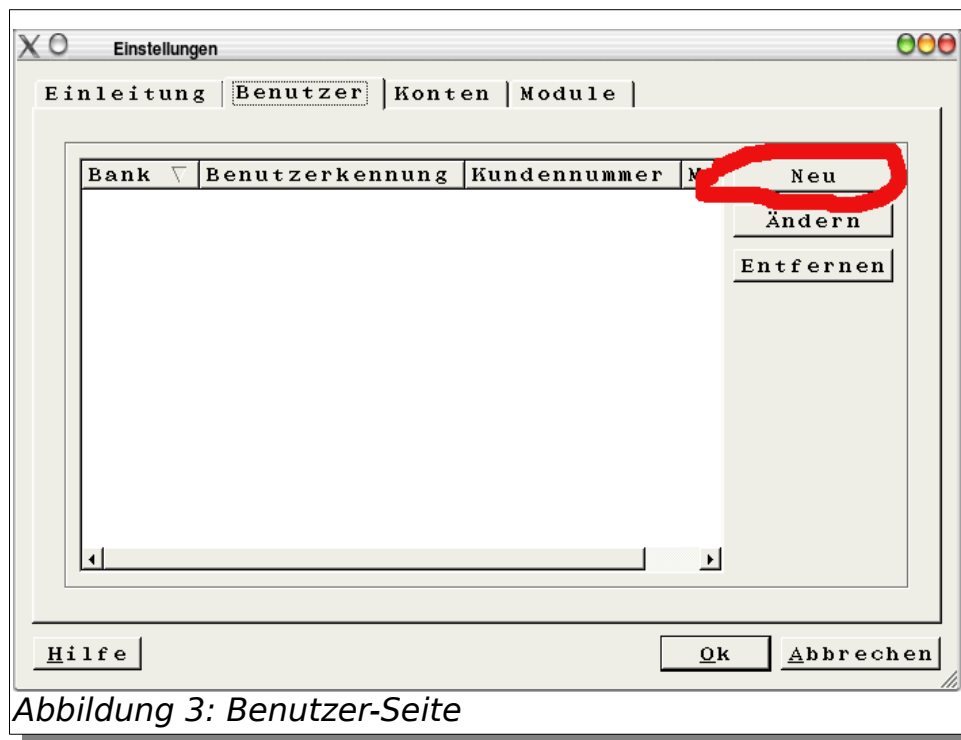 Einstellungen
Einleitung Benutzer Konten Module
Bank Benutzerkennung Kundennummer Neu
Ändern
Entfernen
Hilfe Ok Abbrechen
Abbildung 3: Benutzer-Seite